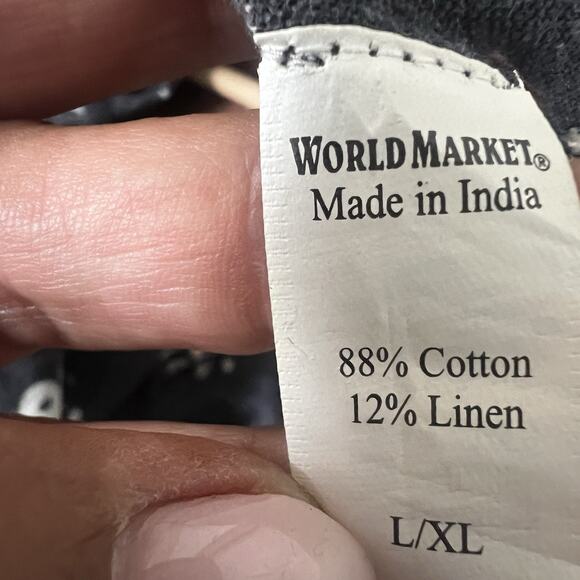 WORLD MARKET®
Made in India
88% Cotton
12% Linen
L/XL